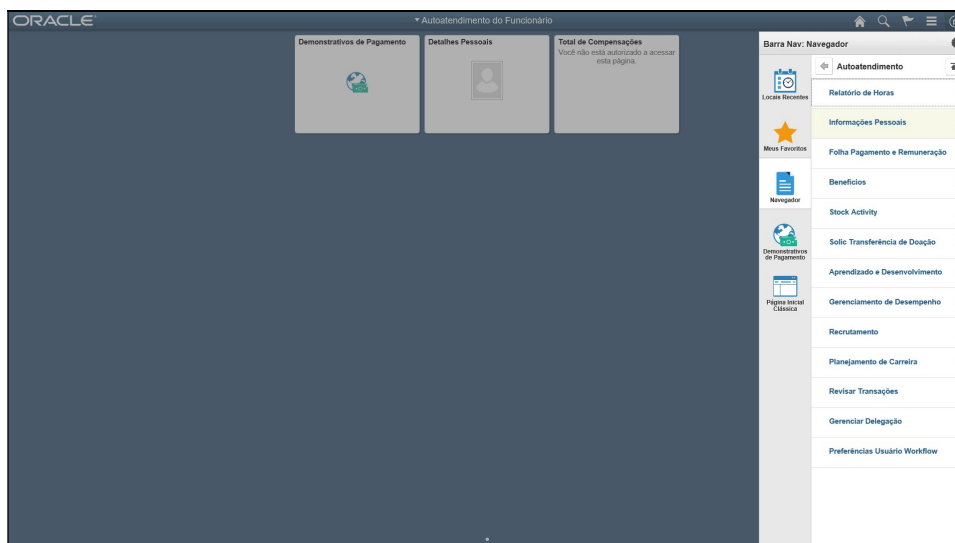 ORACLE
Autoatendimento do Funcionário
Demonstrativos de Pagamento
Detalhes Pessoais
Total de Compensações
Você não está autorizado a acessar
esta página.
Barra Nav: Navegador
Locais Recentes
Meus Favoritos
Navegador
Demonstrativos
de Pagamento
Página Inicial
Clássica
Autoatendimento
Relatório de Horas
Informações Pessoais
Folha Pagamento e Remuneração
Benefícios
Stock Activity
Solic Transferência de Doação
Aprendizado e Desenvolvimento
Gerenciamento de Desempenho
Recrutamento
Planejamento de Carreira
Revisar Transações
Gerenciar Delegação
Preferências Usuário Workflow